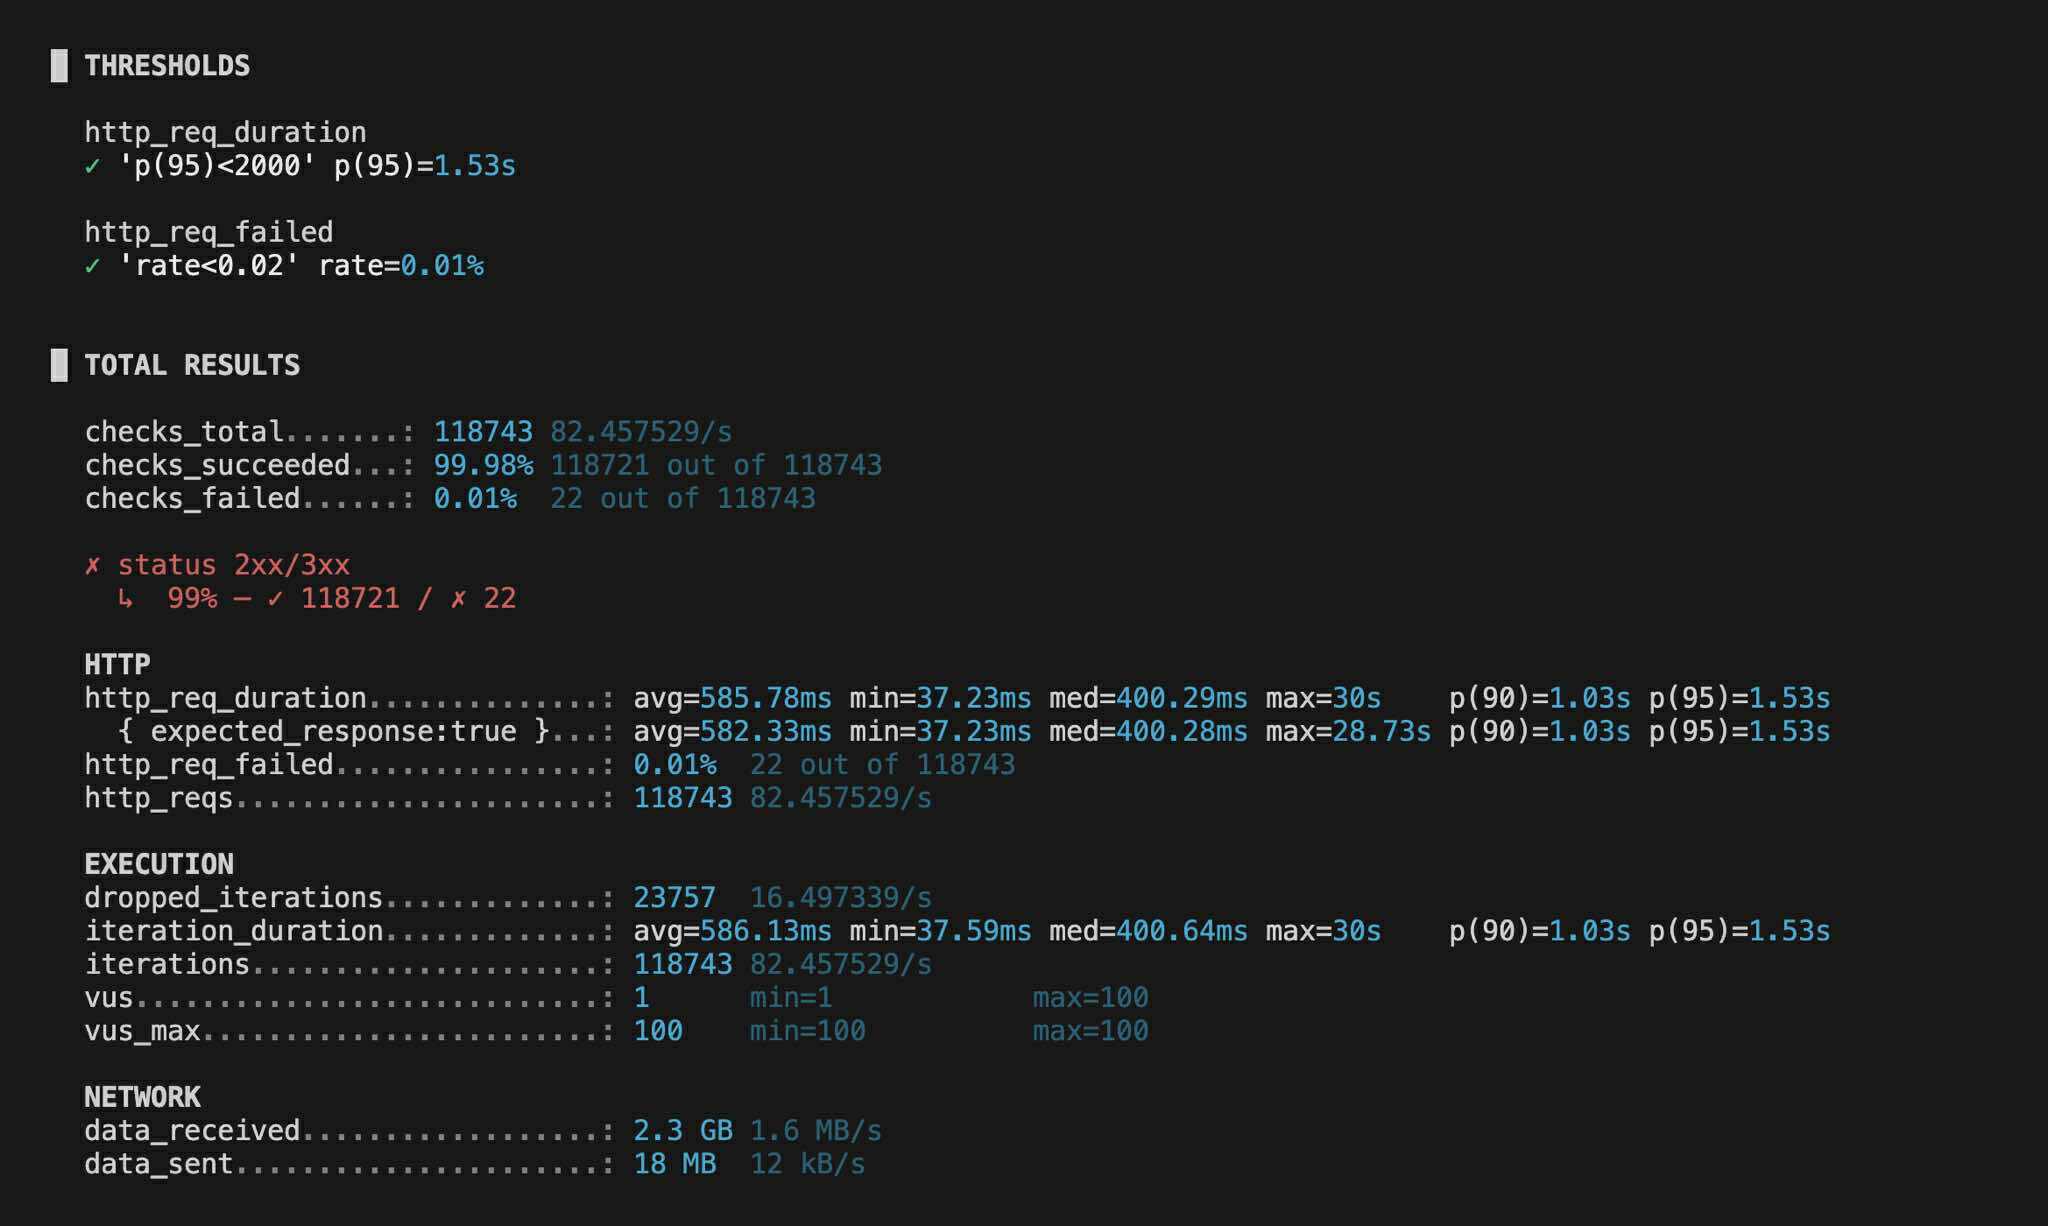 █ THRESHOLDS
http_req_duration
✓ 'p(95)<2000' p(95)=1.53s
http_req_failed
✓ 'rate<0.02' rate=0.01%
█ TOTAL RESULTS
checks_total.......: 118743 82.457529/s
checks_succeeded...: 99.98% 118721 out of 118743
checks_failed......: 0.01%  22 out of 118743
✗ status 2xx/3xx
↳  99% — ✓ 118721 / ✗ 22
HTTP
http_req_duration..............: avg=585.78ms min=37.23ms med=400.29ms max=30s    p(90)=1.03s p(95)=1.53s
{ expected_response:true }...: avg=582.33ms min=37.23ms med=400.28ms max=28.73s p(90)=1.03s p(95)=1.53s
http_req_failed................: 0.01%  22 out of 118743
http_reqs......................: 118743 82.457529/s
EXECUTION
dropped_iterations.............: 23757  16.497339/s
iteration_duration.............: avg=586.13ms min=37.59ms med=400.64ms max=30s    p(90)=1.03s p(95)=1.53s
iterations.....................: 118743 82.457529/s
vus............................: 1      min=1            max=100
vus_max........................: 100    min=100          max=100
NETWORK
data_received..................: 2.3 GB 1.6 MB/s
data_sent......................: 18 MB  12 kB/s